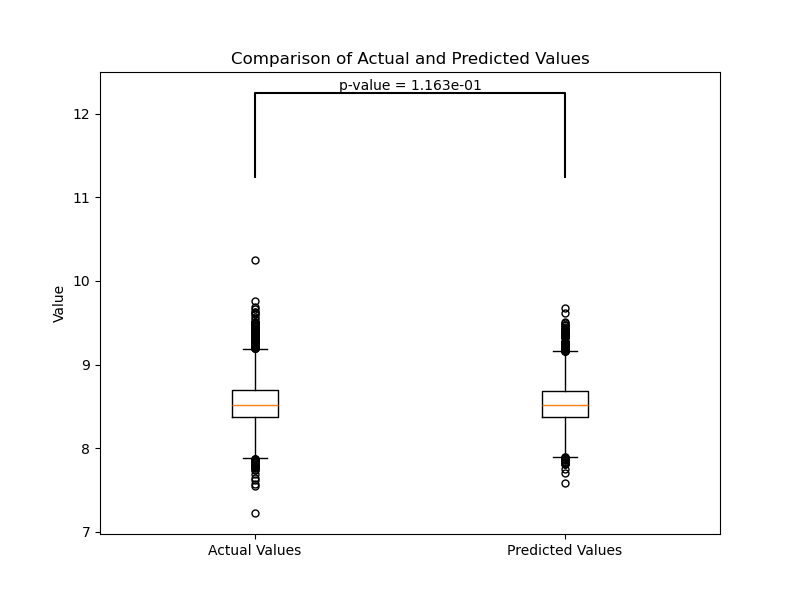 Comparison of Actual and Predicted Values
p-value = 1.163e-01
12
11
10
9
8
7
Value
Actual Values
Predicted Values